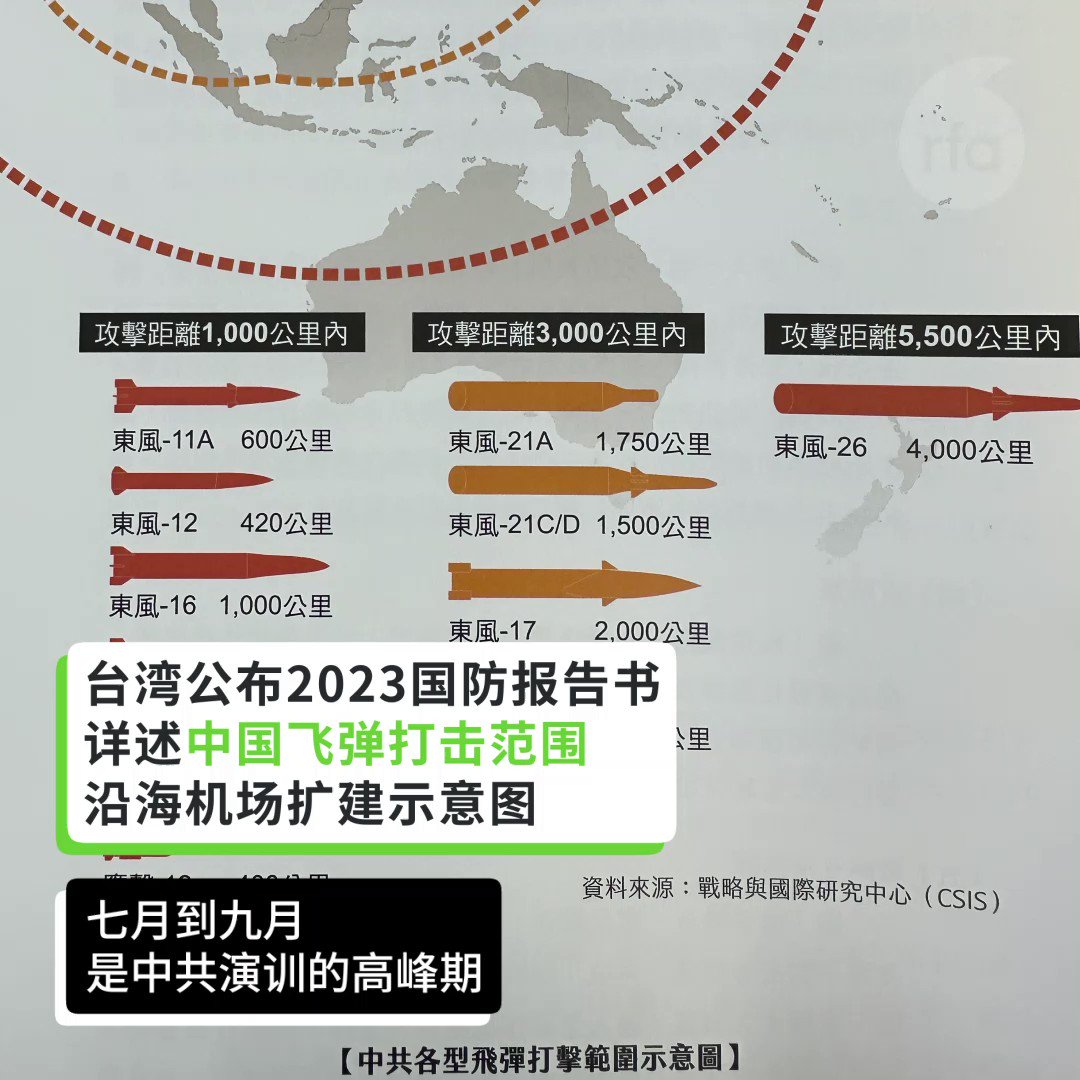 rfa
攻擊距離1,000公里內
攻擊距離3,000公里內
攻擊距離5,500公里內
東風-11A 600公里
東風-21A 1,750公里
東風-26 4,000公里
東風-12 420公里
東風-21C/D 1,500公里
東風-16 1,000公里
東風-17 2,000公里
台湾公布2023国防报告书
详述中国飞弹打击范围
沿海机场扩建示意图
公里
資料來源：戰略與國際研究中心（CSIS）
七月到九月
是中共演训的高峰期
【中共各型飛彈打擊範圍示意圖】